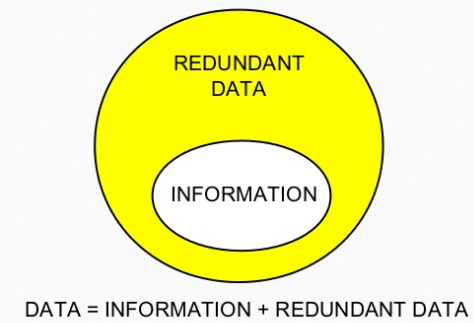 REDUNDANT
DATA
INFORMATION
DATA = INFORMATION + REDUNDANT DATA